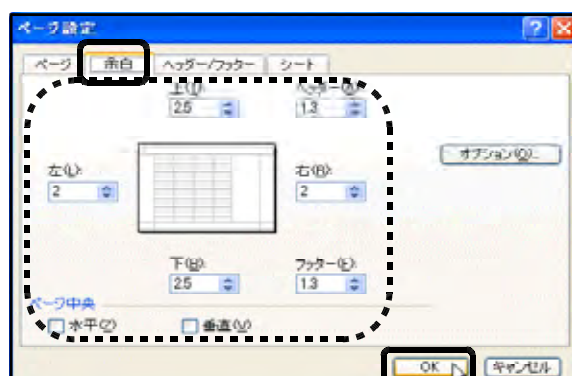 ページ設定
ページ 余白 ヘッダー/フッター シート
上(T): ヘッダー(A):
2.5 1.3
オプション(O)...
左(L): 右(R):
2 2
下(B): フッター(F):
2.5 1.3
ページ中央
水平(Z) 垂直(V)
OK キャンセル